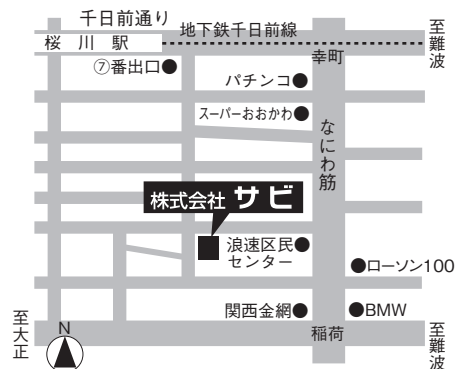 千日前通り
地下鉄千日前線
至難波
桜川駅
幸町
⑦番出口
パチンコ
スーパーおおかわ
なにわ筋
株式会社 サビ
浪速区民
センター
ローソン100
関西金網
BMW
至大正
N
稲荷
至難波